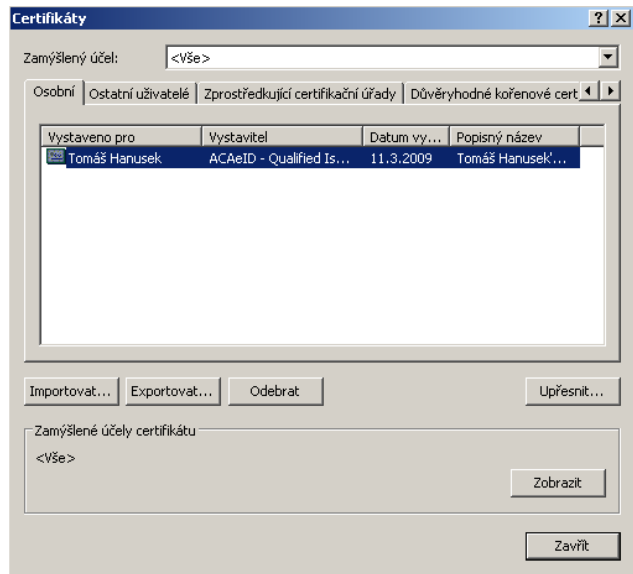 Certifikáty
Zamýšlený účel: <Vše>
Osobní Ostatní uživatelé Zprostředkující certifikační úřady Důvěryhodné kořenové cert
Vystaveno pro Vystavitel Datum vy... Popisný název
Tomáš Hanusek ACAeID - Qualified Is... 11.3.2009 Tomáš Hanusek'...
Importovat... Exportovat... Odebrat Upřesnit...
Zamýšlené účely certifikátu
<Vše>
Zobrazit
Zavřít